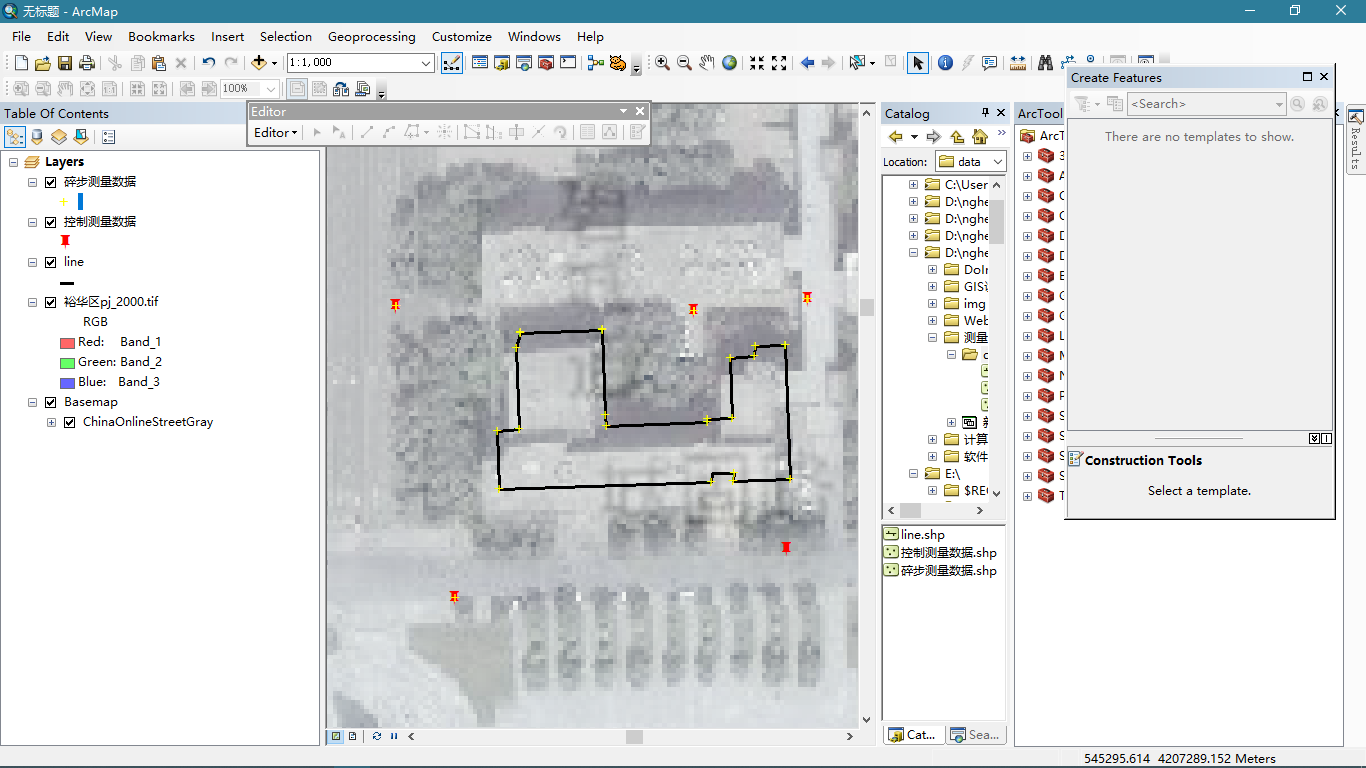 无标题 - ArcMap
File Edit View Bookmarks Insert Selection Geoprocessing Customize Windows Help
1:1,000
100%
Table Of Contents
Layers
碎步测量数据
控制测量数据
line
裕华区pj_2000.tif
RGB
Red: Band_1
Green: Band_2
Blue: Band_3
Basemap
ChinaOnlineStreetGray
Editor
Editor
Catalog
Location: data
C:\User
D:\nghe
D:\nghe
D:\nghe
D:\nghe
DoIr
GIS
img
Web
测量
计算
软件
E:\
$RE
line.shp
控制测量数据.shp
碎步测量数据.shp
Cat...
Sea...
ArcTool
ArcT
3
A
C
C
D
D
E
G
G
L
M
N
P
S
S
S
S
T
Create Features
<Search>
There are no templates to show.
Construction Tools
Select a template.
Results
545295.614 4207289.152 Meters